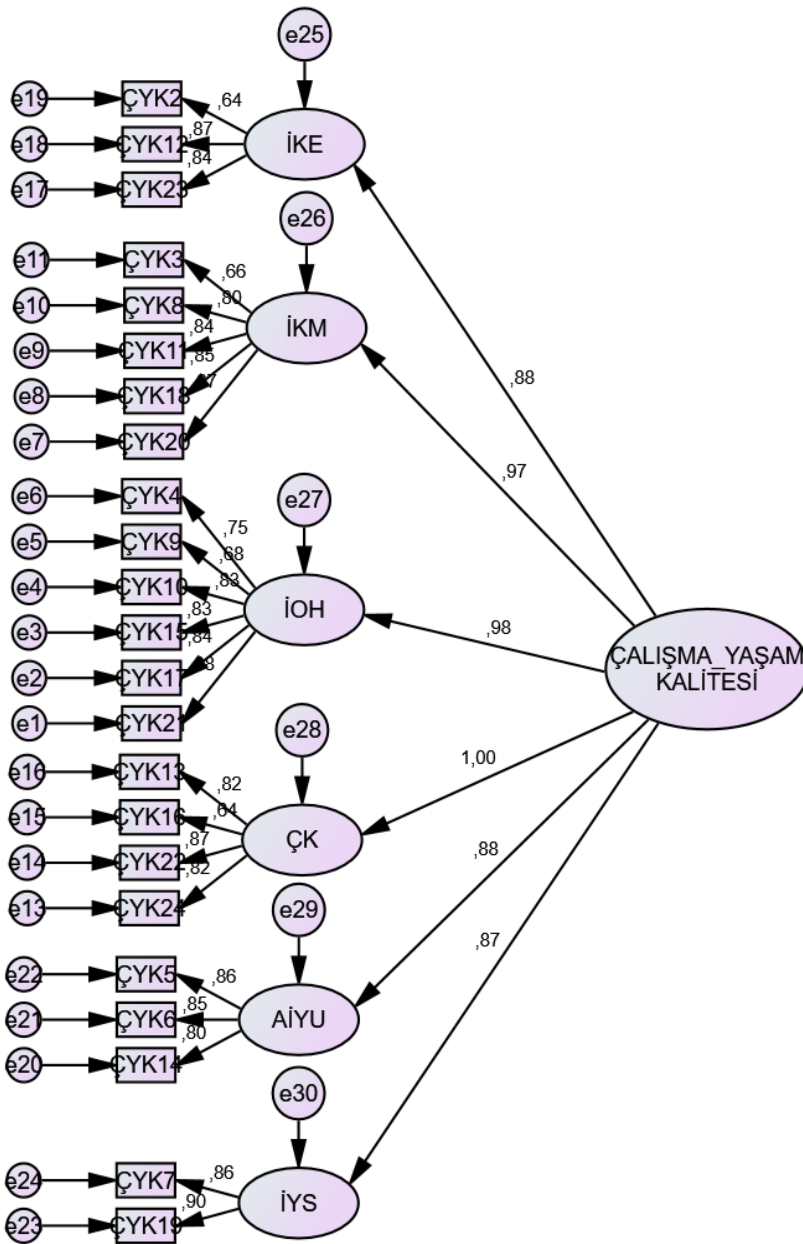 e25
e19
ÇYK2
,64
e18
ÇYK12
,87
İKE
e17
ÇYK23
,84
e26
e11
ÇYK3
,66
e10
ÇYK8
,80
İKM
e9
ÇYK11
,84
e8
ÇYK18
,85
e7
ÇYK20
,88
,97
e27
e6
ÇYK4
,75
e5
ÇYK9
,68
e4
ÇYK10
,83
İOH
e3
ÇYK15
,83
e2
ÇYK17
,84
e1
ÇYK21
,98
ÇALIŞMA_YAŞAM
KALİTESİ
e28
e16
ÇYK13
,82
e15
ÇYK16
,64
ÇK
e14
ÇYK22
,87
e13
ÇYK24
,82
1,00
e29
e22
ÇYK5
,86
e21
ÇYK6
,85
AİYU
e20
ÇYK14
,80
,88
e30
e24
ÇYK7
,86
İYS
e23
ÇYK19
,90
,87